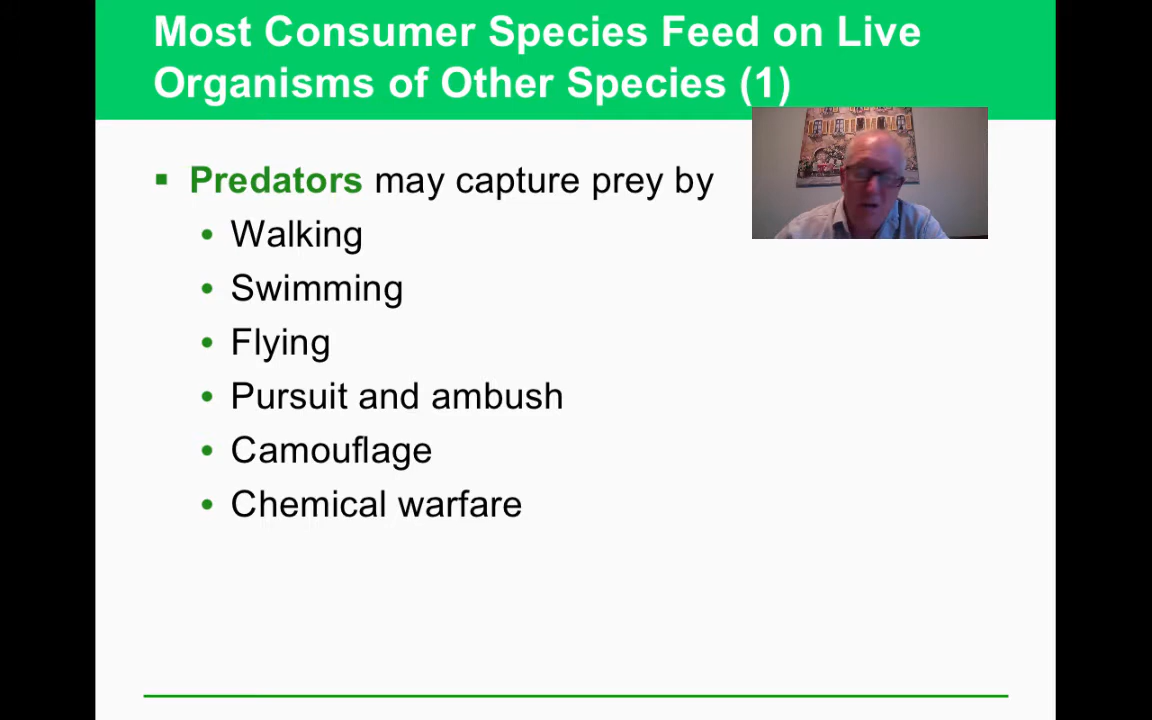 Most Consumer Species Feed on Live
Organisms of Other Species (1)
▪ Predators may capture prey by
• Walking
• Swimming
• Flying
• Pursuit and ambush
• Camouflage
• Chemical warfare